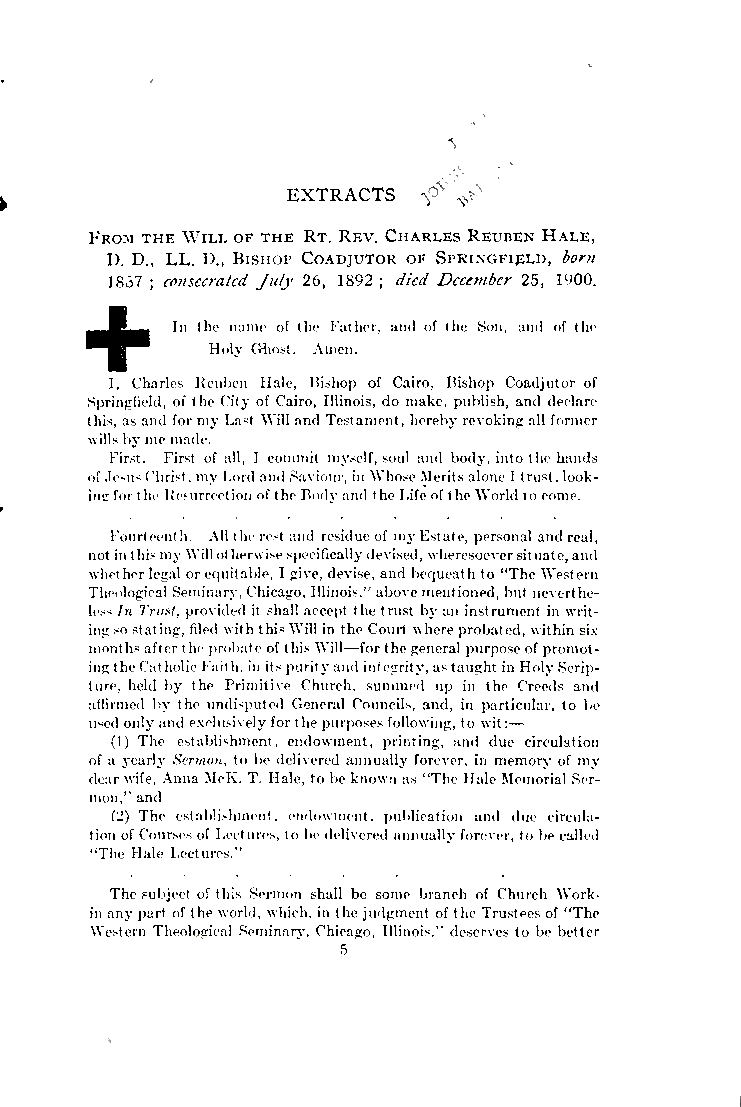 EXTRACTS
FROM THE WILL OF THE RT. REV. CHARLES REUBEN HALE,
D. D., LL. D., BISHOP COADJUTOR OF SPRINGFIELD, born
1837 ; consecrated July 26, 1892 ; died December 25, 1900.
In the name of the Father, and of the Son, and of the
Holy Ghost. Amen.
I, Charles Reuben Hale, Bishop of Cairo, Bishop Coadjutor of
Springfield, of the City of Cairo, Illinois, do make, publish, and declare
this, as and for my Last Will and Testament, hereby revoking all former
wills by me made.
First. First of all, I commit myself, soul and body, into the hands
of Jesus Christ, my Lord and Saviour, in Whose Merits alone I trust, look-
ing for the Resurrection of the Body and the Life of the World to come.
. . . . . . . . . .
Fourteenth. All the rest and residue of my Estate, personal and real,
not in this my Will otherwise specifically devised, wheresoever situate, and
whether legal or equitable, I give, devise, and bequeath to "The Western
Theological Seminary, Chicago, Illinois," above mentioned, but neverthe-
less In Trust, provided it shall accept the trust by an instrument in writ-
ing so stating, filed with this Will in the Court where probated, within six
months after the probate of this Will—for the general purpose of promot-
ing the Catholic Faith, in its purity and integrity, as taught in Holy Scrip-
ture, held by the Primitive Church, summed up in the Creeds and
affirmed by the undisputed General Councils, and, in particular, to be
used only and exclusively for the purposes following, to wit:—
(1) The establishment, endowment, printing, and due circulation
of a yearly Sermon, to be delivered annually forever, in memory of my
dear wife, Anna McK. T. Hale, to be known as "The Hale Memorial Ser-
mon," and
(2) The establishment, endowment, publication and due circula-
tion of Courses of Lectures, to be delivered annually forever, to be called
"The Hale Lectures."
. . . . . . . .
The subject of this Sermon shall be some branch of Church Work
in any part of the world, which, in the judgment of the Trustees of "The
Western Theological Seminary, Chicago, Illinois," deserves to be better
5